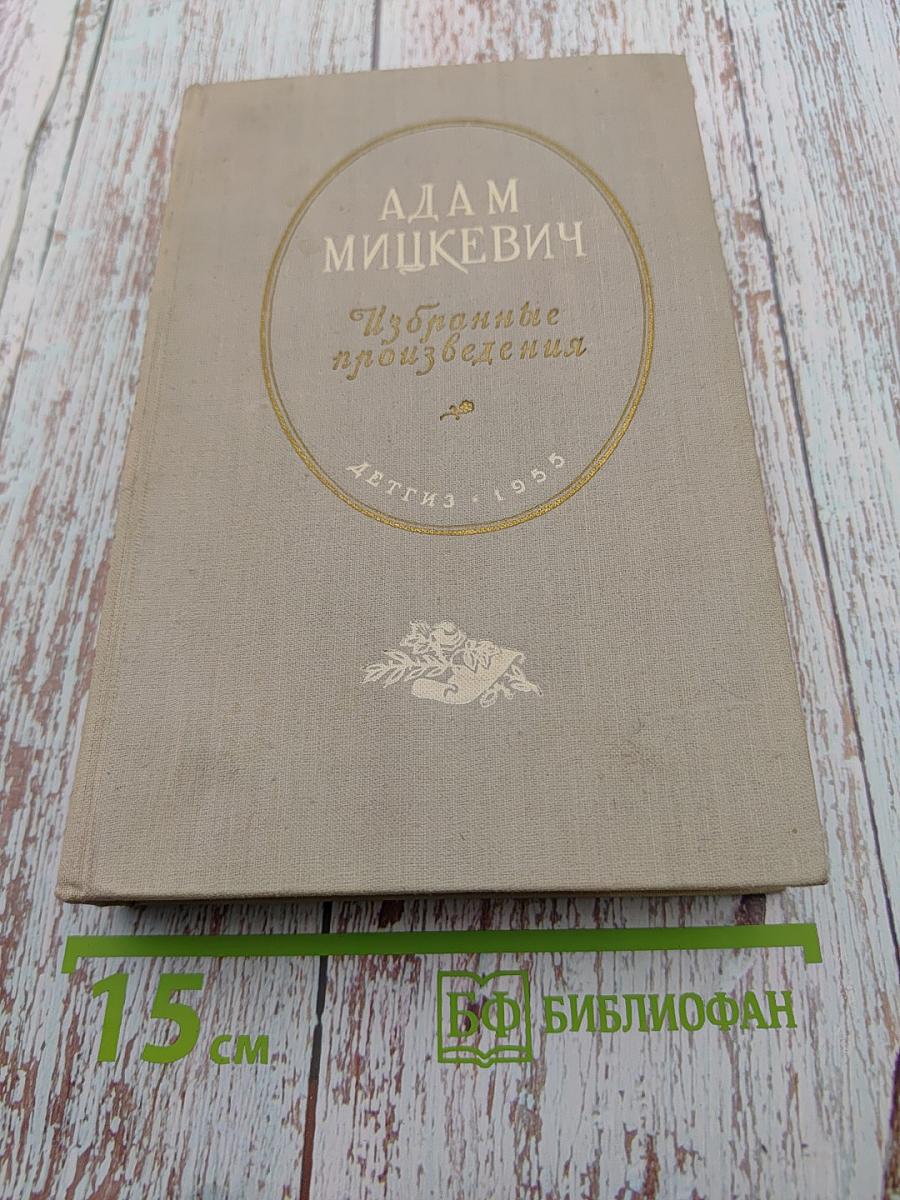 АДАМ
МИЦКЕВИЧ
Избранные
произведения
ДЕТГИЗ · 1955
15 см
БФ БИБЛИОФАН